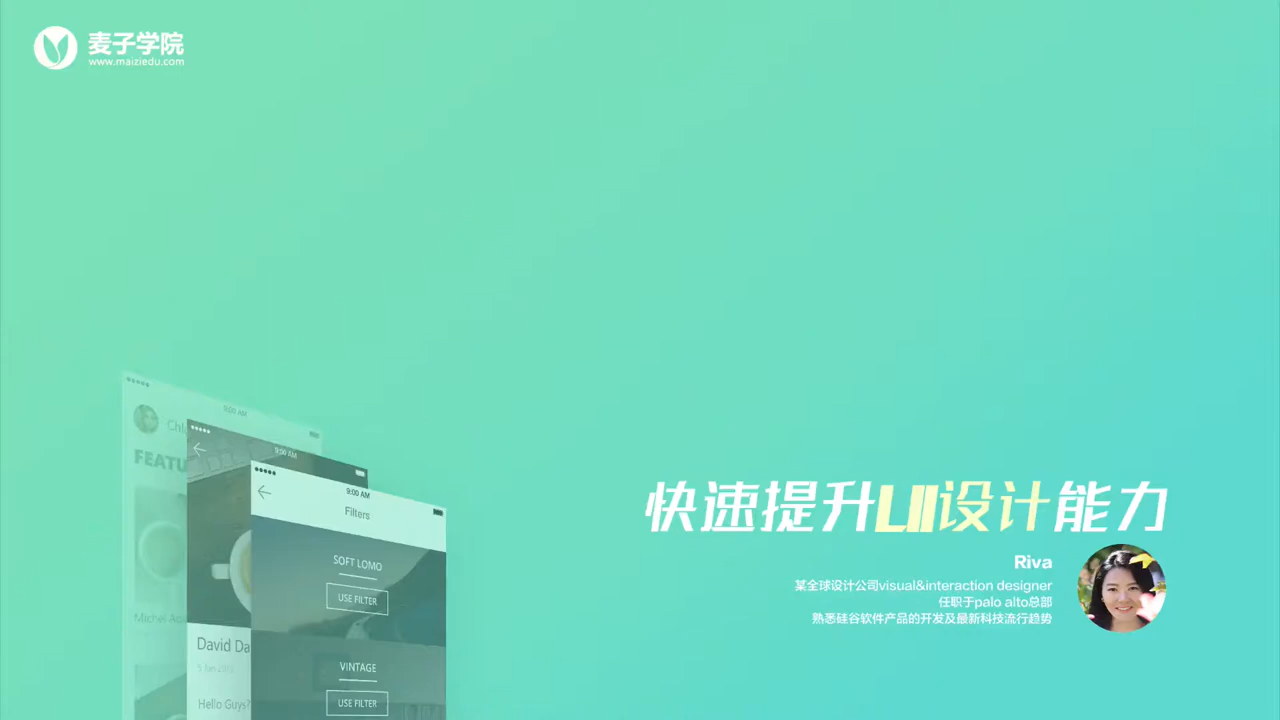 麦子学院
www.maiziedu.com
9:00 AM
FEATU
David Da
Hello Guys?
9:00 AM
9:00 AM
Filters
SOFT LOMO
USE FILTER
VINTAGE
USE FILTER
快速提升UI设计能力
Riva
某全球设计公司visual&interaction designer
任职于palo alto总部
熟悉硅谷软件产品的开发及最新科技流行趋势